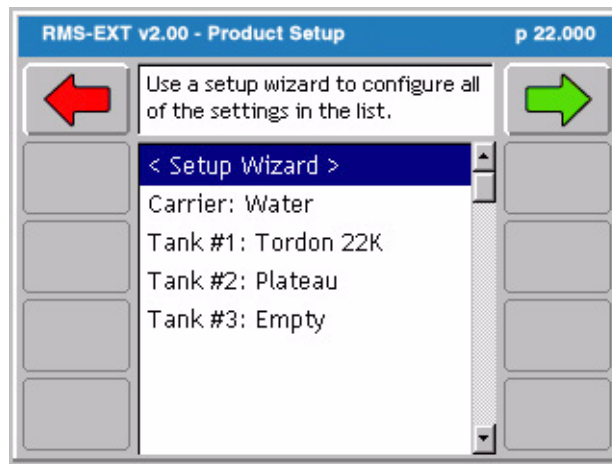 RMS-EXT v2.00 - Product Setup p 22.000
Use a setup wizard to configure all
of the settings in the list.
< Setup Wizard >
Carrier: Water
Tank #1: Tordon 22K
Tank #2: Plateau
Tank #3: Empty